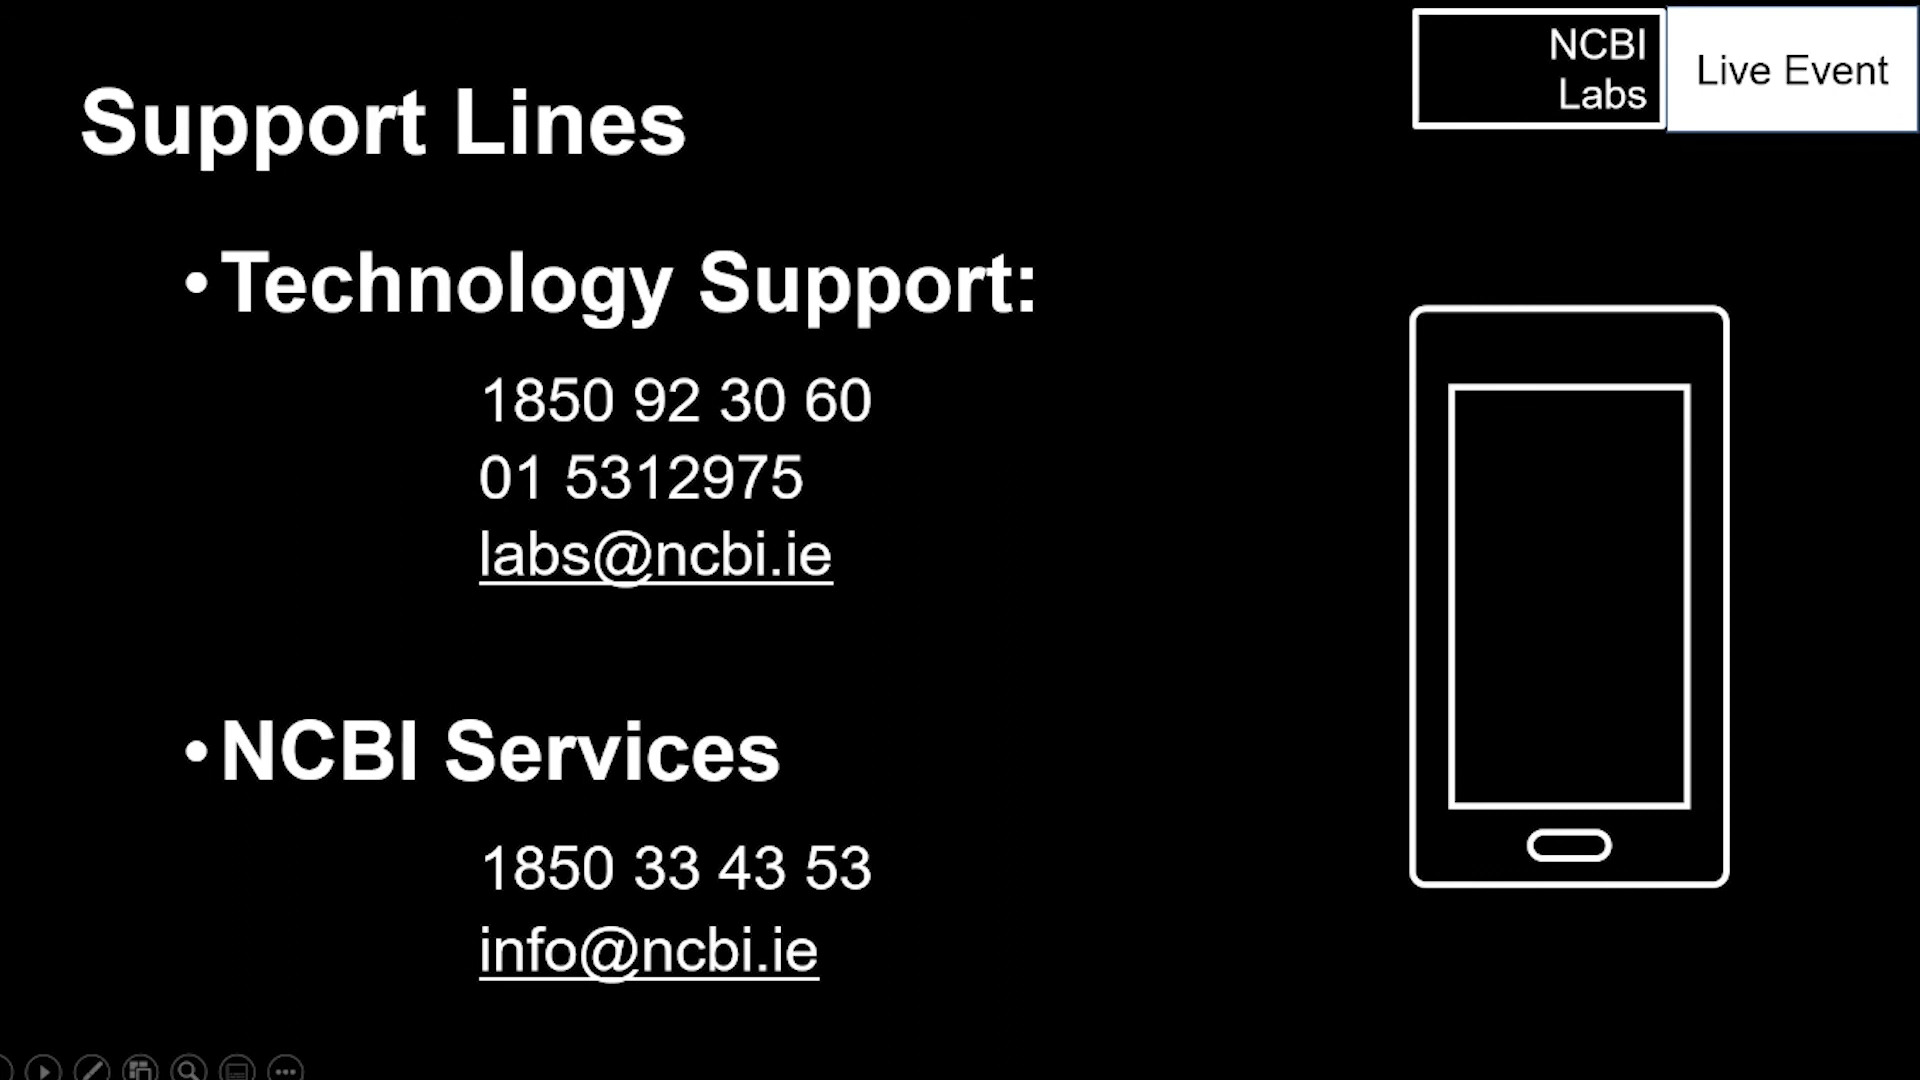 NCBI
Labs
Live Event
Support Lines
•Technology Support:
1850 92 30 60
01 5312975
labs@ncbi.ie
•NCBI Services
1850 33 43 53
info@ncbi.ie